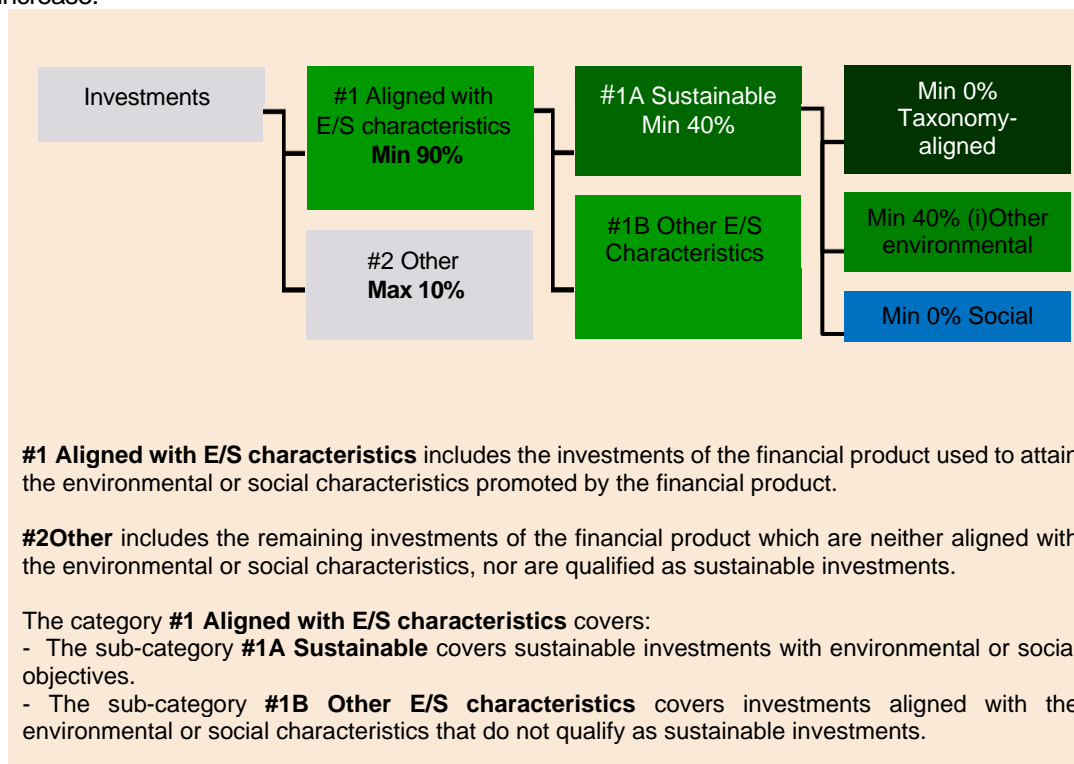 increase.
Investments
#1 Aligned with
E/S characteristics
Min 90%
#2 Other
Max 10%
#1A Sustainable
Min 40%
#1B Other E/S
Characteristics
Min 0%
Taxonomy-
aligned
Min 40% (i)Other
environmental
Min 0% Social
#1 Aligned with E/S characteristics includes the investments of the financial product used to attain
the environmental or social characteristics promoted by the financial product.
#2Other includes the remaining investments of the financial product which are neither aligned with
the environmental or social characteristics, nor are qualified as sustainable investments.
The category #1 Aligned with E/S characteristics covers:
- The sub-category #1A Sustainable covers sustainable investments with environmental or social
objectives.
- The sub-category #1B Other E/S characteristics covers investments aligned with the
environmental or social characteristics that do not qualify as sustainable investments.